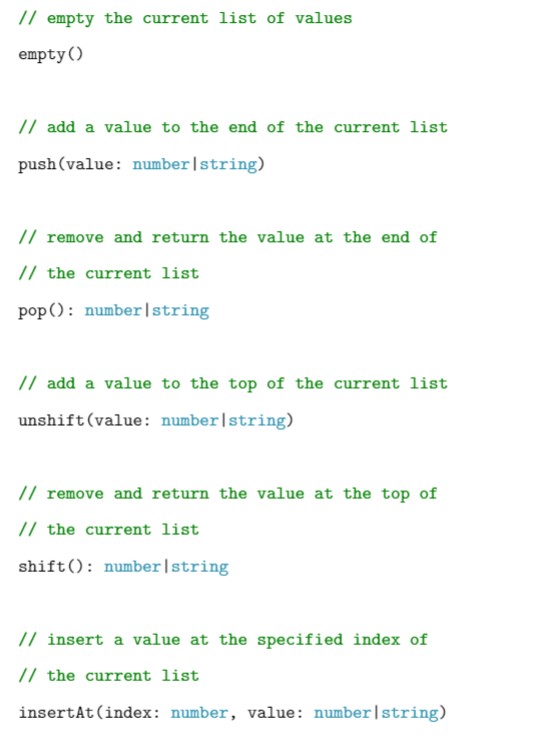 // empty the current list of values
empty()
// add a value to the end of the current list
push(value: number|string)
// remove and return the value at the end of
// the current list
pop(): number|string
// add a value to the top of the current list
unshift(value: number|string)
// remove and return the value at the top of
// the current list
shift(): number|string
// insert a value at the specified index of
// the current list
insertAt(index: number, value: number|string)